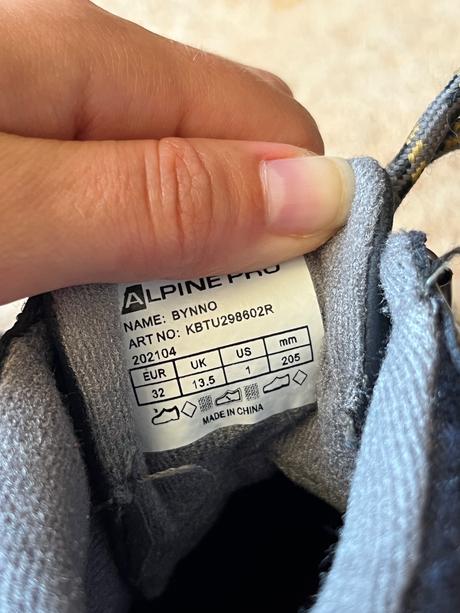 ALPINE PRO
NAME: BYNNO
ART NO: KBTU298602R
202104
EUR UK US mm
32 13.5 1 205
MADE IN CHINA